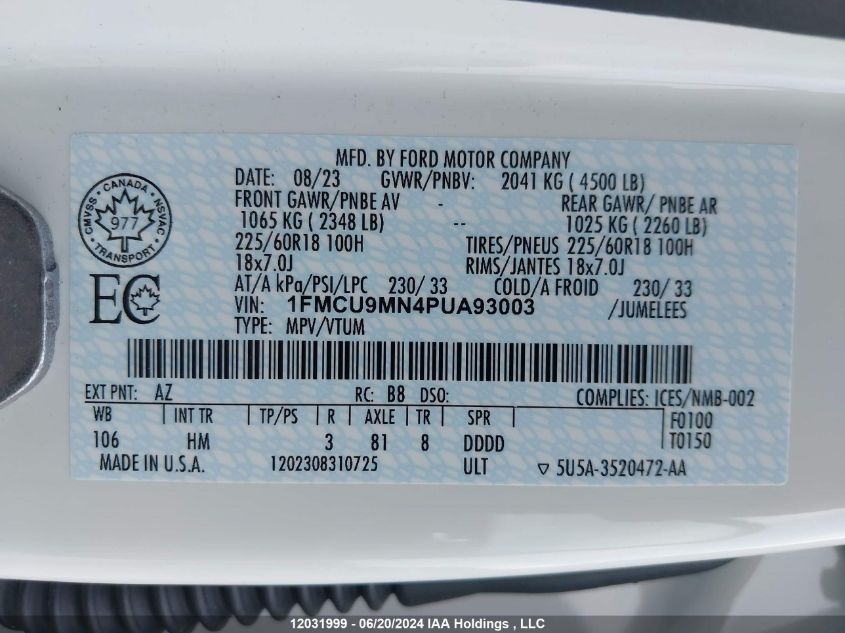 MFD. BY FORD MOTOR COMPANY
DATE: 08/23 GVWR/PNBV: 2041 KG ( 4500 LB)
FRONT GAWR/PNBE AV - REAR GAWR/ PNBE AR
1065 KG ( 2348 LB) -- 1025 KG ( 2260 LB)
225/60R18 100H TIRES/PNEUS 225/60R18 100H
18x7.0J RIMS/JANTES 18x7.0J
AT/A kPa/PSI/LPC 230/ 33 COLD/A FROID 230/ 33
VIN: 1FMCU9MN4PUA93003 /JUMELEES
TYPE: MPV/VTUM
CANADA
CMVSS NSVAC
977
TRANSPORT
EC
EXT PNT: AZ RC: B8 DSO: COMPLIES: ICES/NMB-002
WB INT TR TP/PS R AXLE TR SPR F0100
106 HM 3 81 8 DDDD T0150
MADE IN U.S.A. 1202308310725 ULT ▽ 5U5A-3520472-AA
12031999 - 06/20/2024 IAA Holdings , LLC